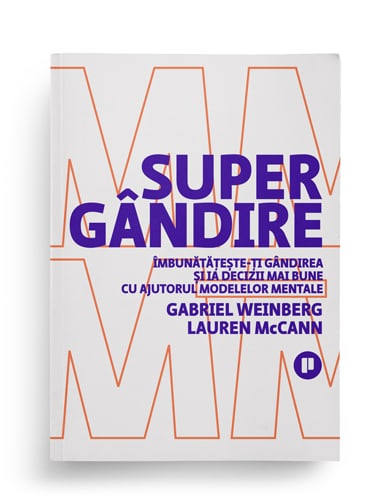 SUPER
GÂNDIRE
ÎMBUNĂTĂȚEȘTE-ȚI GÂNDIREA
ȘI IA DECIZII MAI BUNE
CU AJUTORUL MODELELOR MENTALE
GABRIEL WEINBERG
LAUREN McCANN